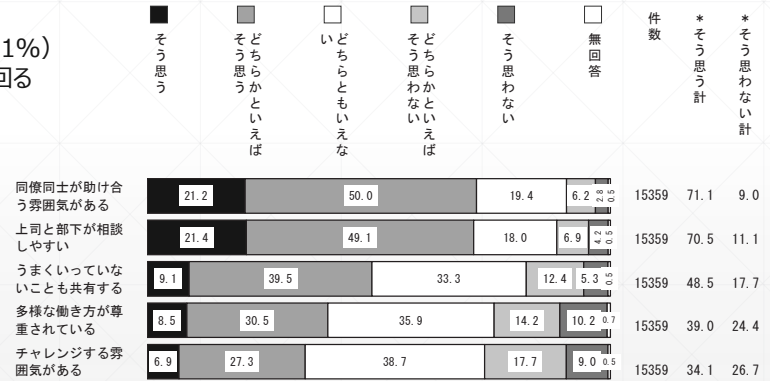 1%)
回る
そう思う
どちらかといえば
そう思う
どちらともいえな
い
どちらかといえば
そう思わない
そう思わない
無回答
件数
*そう思う計
*そう思わない計
同僚同士が助け合
う雰囲気がある
21.2 50.0 19.4 6.2 2.8 0.5 15359 71.1 9.0
上司と部下が相談
しやすい
21.4 49.1 18.0 6.9 4.2 0.5 15359 70.5 11.1
うまくいっていな
いことも共有する
9.1 39.5 33.3 12.4 5.3 0.5 15359 48.5 17.7
多様な働き方が尊
重されている
8.5 30.5 35.9 14.2 10.2 0.7 15359 39.0 24.4
チャレンジする雰
囲気がある
6.9 27.3 38.7 17.7 9.0 0.5 15359 34.1 26.7